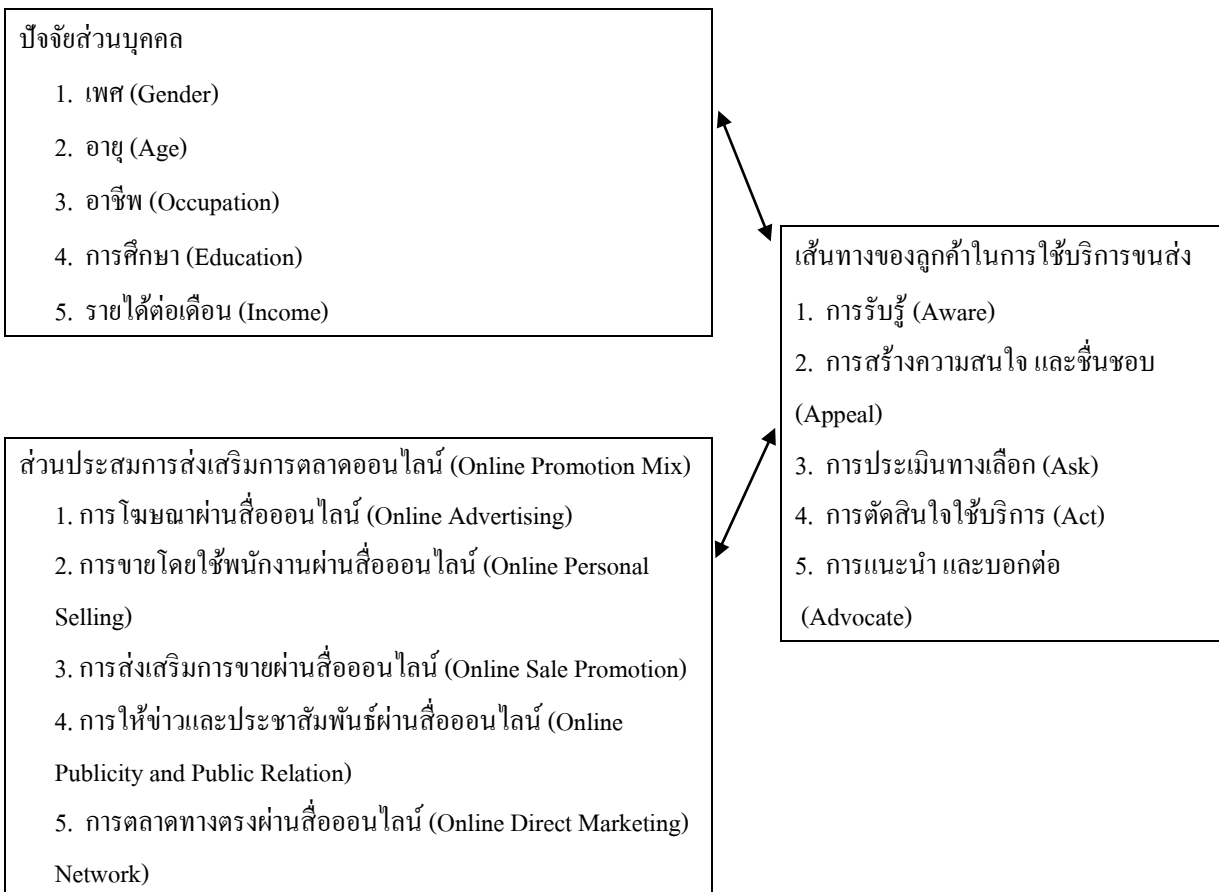 ปัจจัยส่วนบุคคล
1. เพศ (Gender)
2. อายุ (Age)
3. อาชีพ (Occupation)
4. การศึกษา (Education)
5. รายได้ต่อเดือน (Income)
ส่วนประสมการส่งเสริมการตลาดออนไลน์ (Online Promotion Mix)
1. การโฆษณาผ่านสื่อออนไลน์ (Online Advertising)
2. การขายโดยใช้พนักงานผ่านสื่อออนไลน์ (Online Personal
Selling)
3. การส่งเสริมการขายผ่านสื่อออนไลน์ (Online Sale Promotion)
4. การให้ข่าวและประชาสัมพันธ์ผ่านสื่อออนไลน์ (Online
Publicity and Public Relation)
5. การตลาดทางตรงผ่านสื่อออนไลน์ (Online Direct Marketing)
Network)
เส้นทางของลูกค้าในการใช้บริการขนส่ง
1. การรับรู้ (Aware)
2. การสร้างความสนใจ และชื่นชอบ
(Appeal)
3. การประเมินทางเลือก (Ask)
4. การตัดสินใจใช้บริการ (Act)
5. การแนะนำ และบอกต่อ
(Advocate)